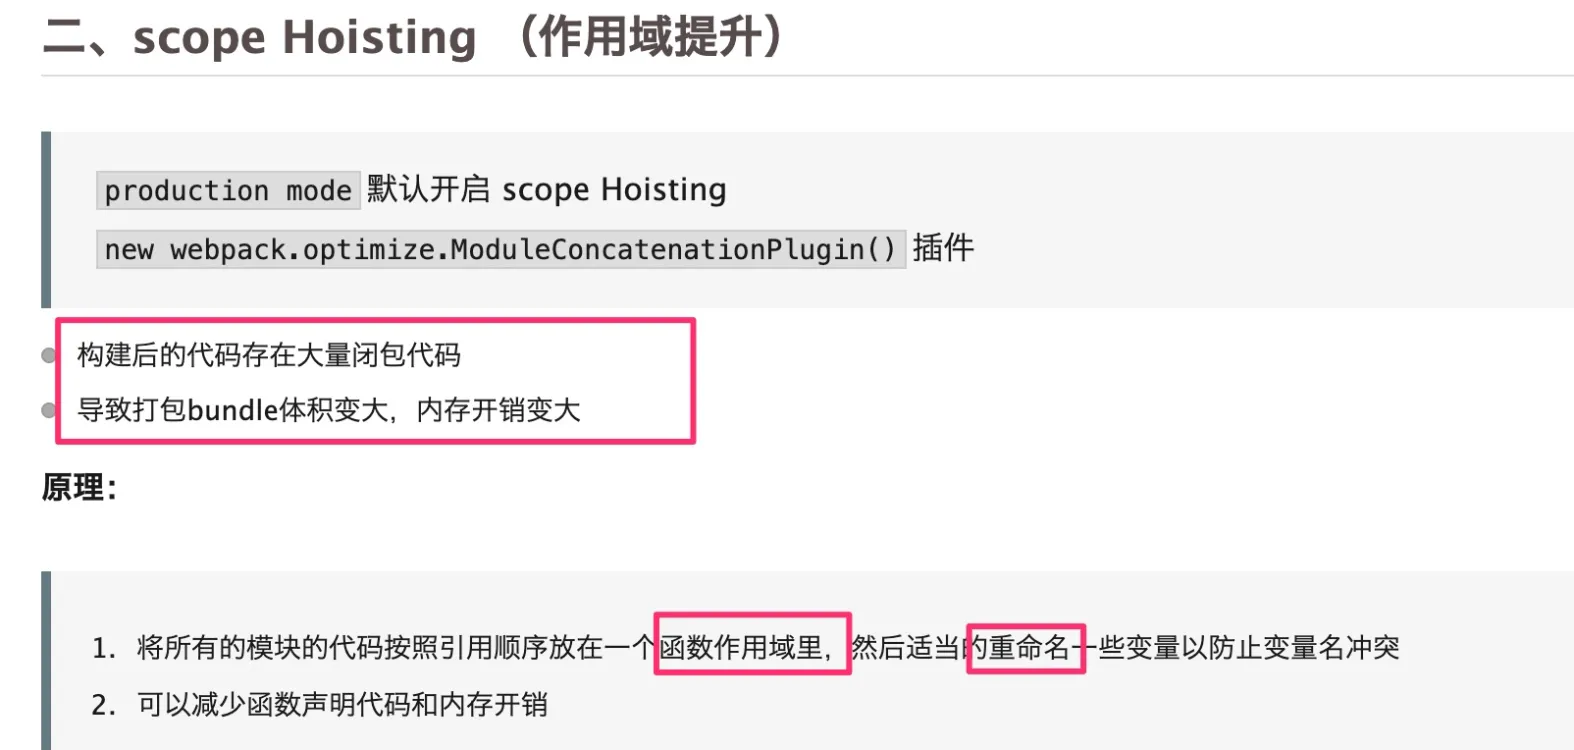 二、scope Hoisting （作用域提升）
production mode 默认开启 scope Hoisting
new webpack.optimize.ModuleConcatenationPlugin() 插件
构建后的代码存在大量闭包代码
导致打包bundle体积变大，内存开销变大
原理：
1. 将所有的模块的代码按照引用顺序放在一个函数作用域里，然后适当的重命名一些变量以防止变量名冲突
2. 可以减少函数声明代码和内存开销